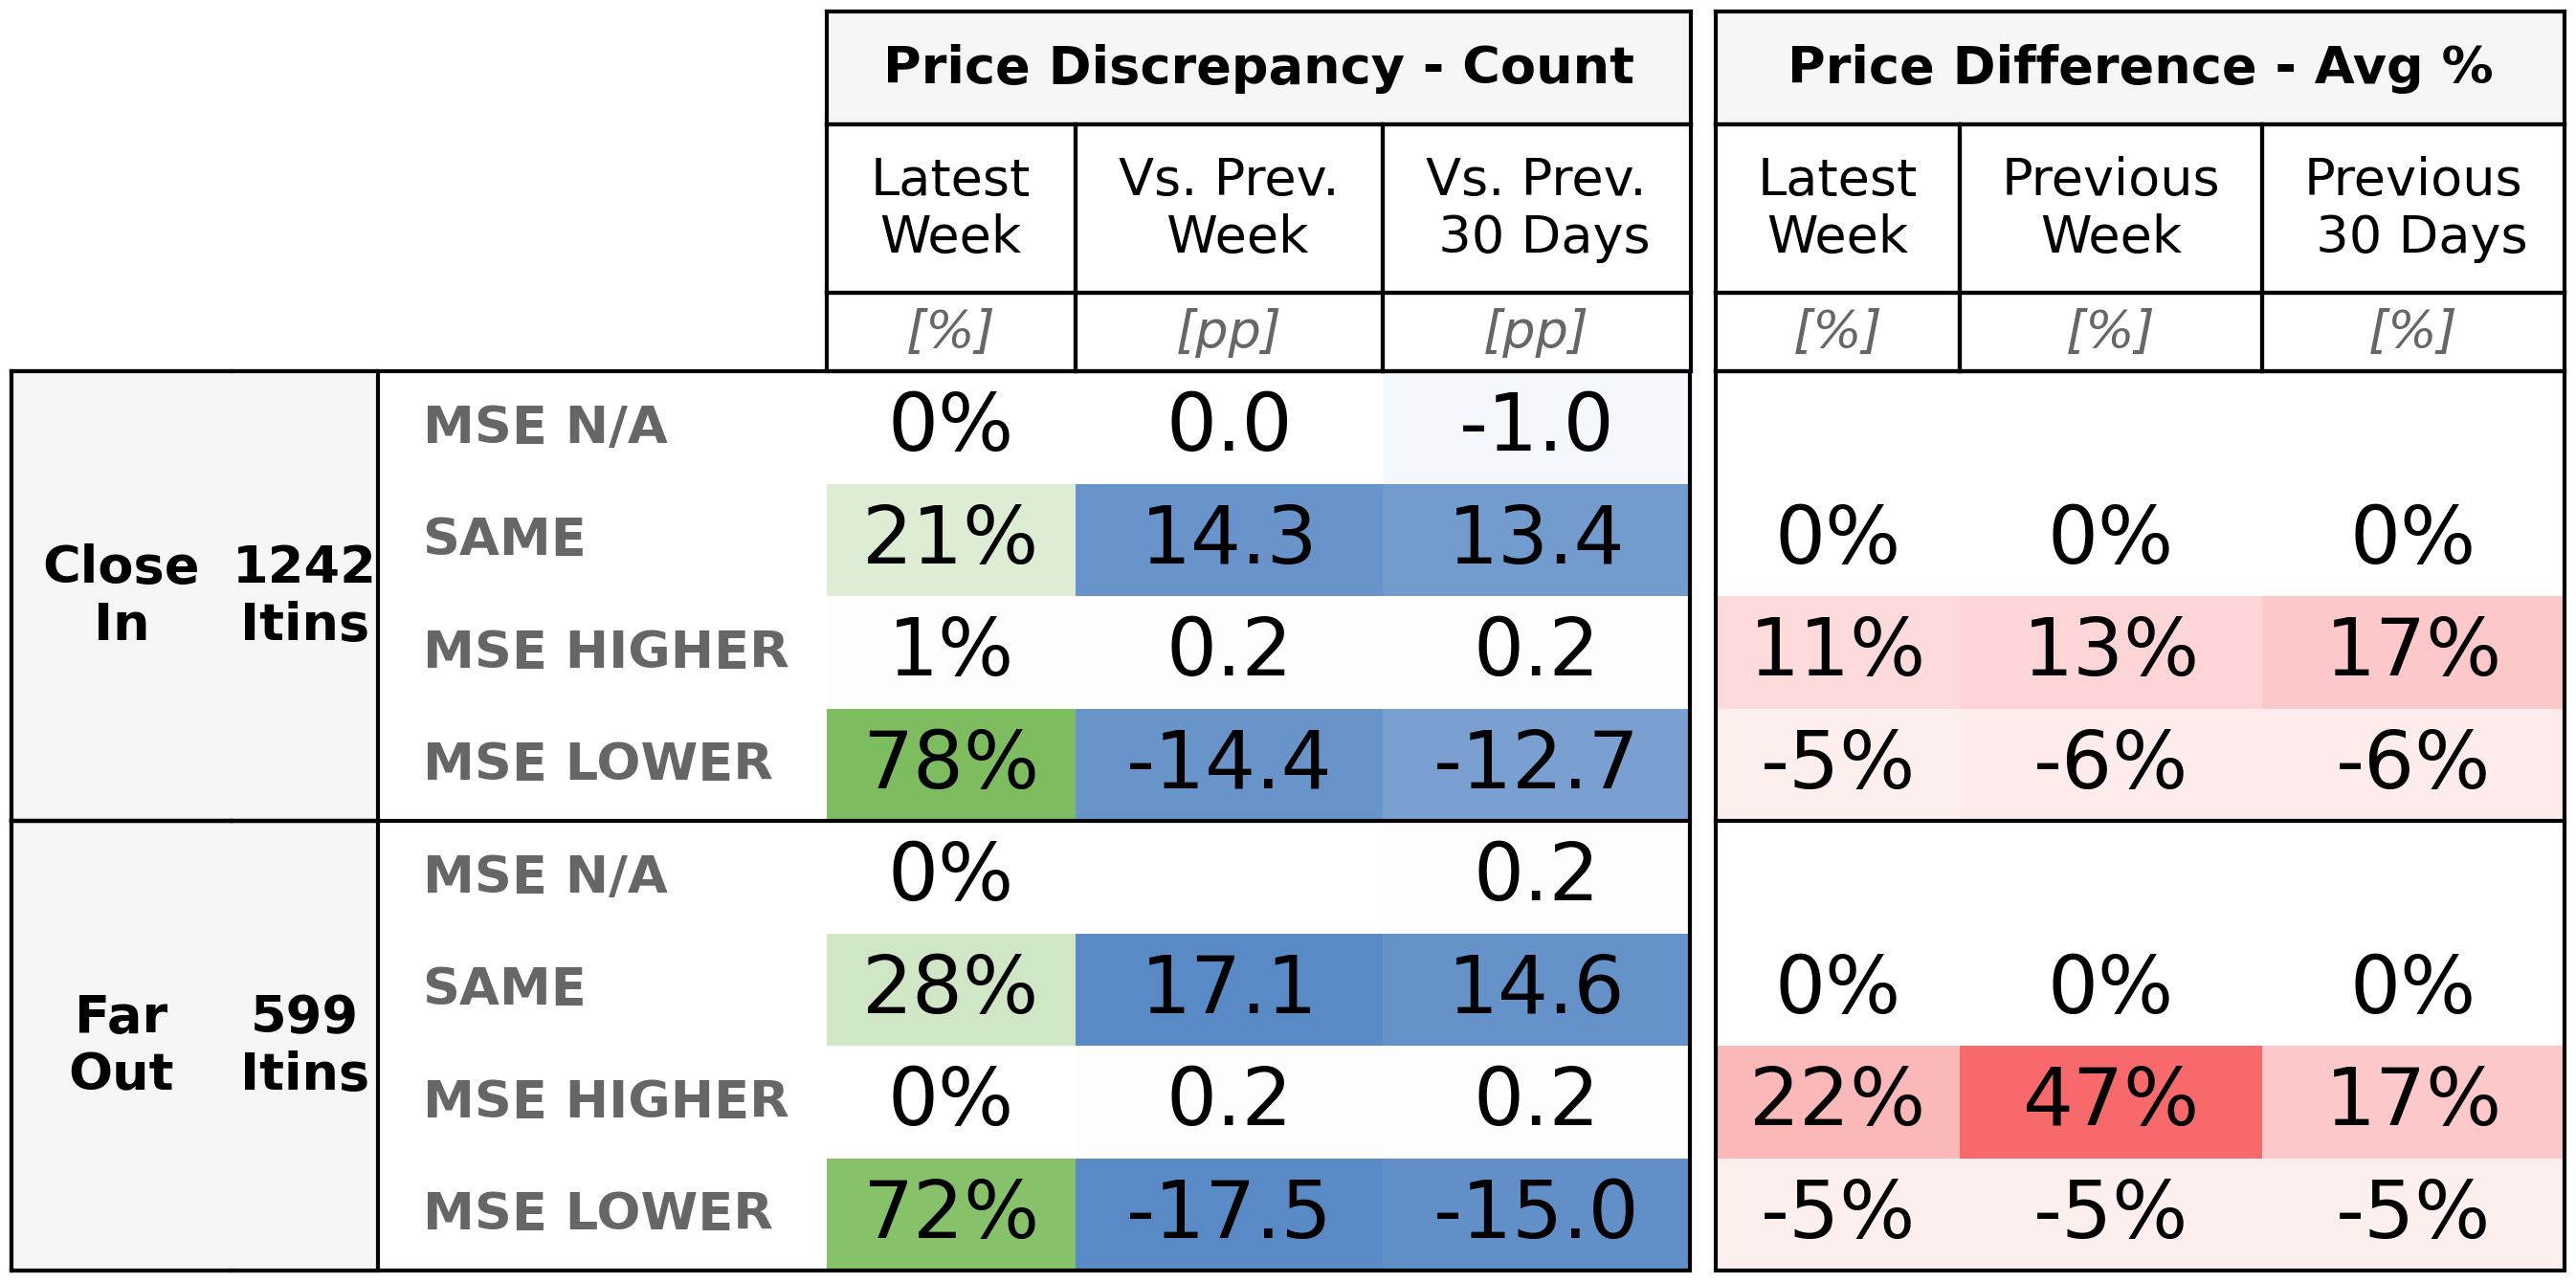 Price Discrepancy - Count Price Difference - Avg %
Latest Week Vs. Prev. Week Vs. Prev. 30 Days Latest Week Previous Week Previous 30 Days
[%] [pp] [pp] [%] [%] [%]
Close In 1242 Itins
MSE N/A 0% 0.0 -1.0
SAME 21% 14.3 13.4 0% 0% 0%
MSE HIGHER 1% 0.2 0.2 11% 13% 17%
MSE LOWER 78% -14.4 -12.7 -5% -6% -6%
Far Out 599 Itins
MSE N/A 0% 0.2
SAME 28% 17.1 14.6 0% 0% 0%
MSE HIGHER 0% 0.2 0.2 22% 47% 17%
MSE LOWER 72% -17.5 -15.0 -5% -5% -5%